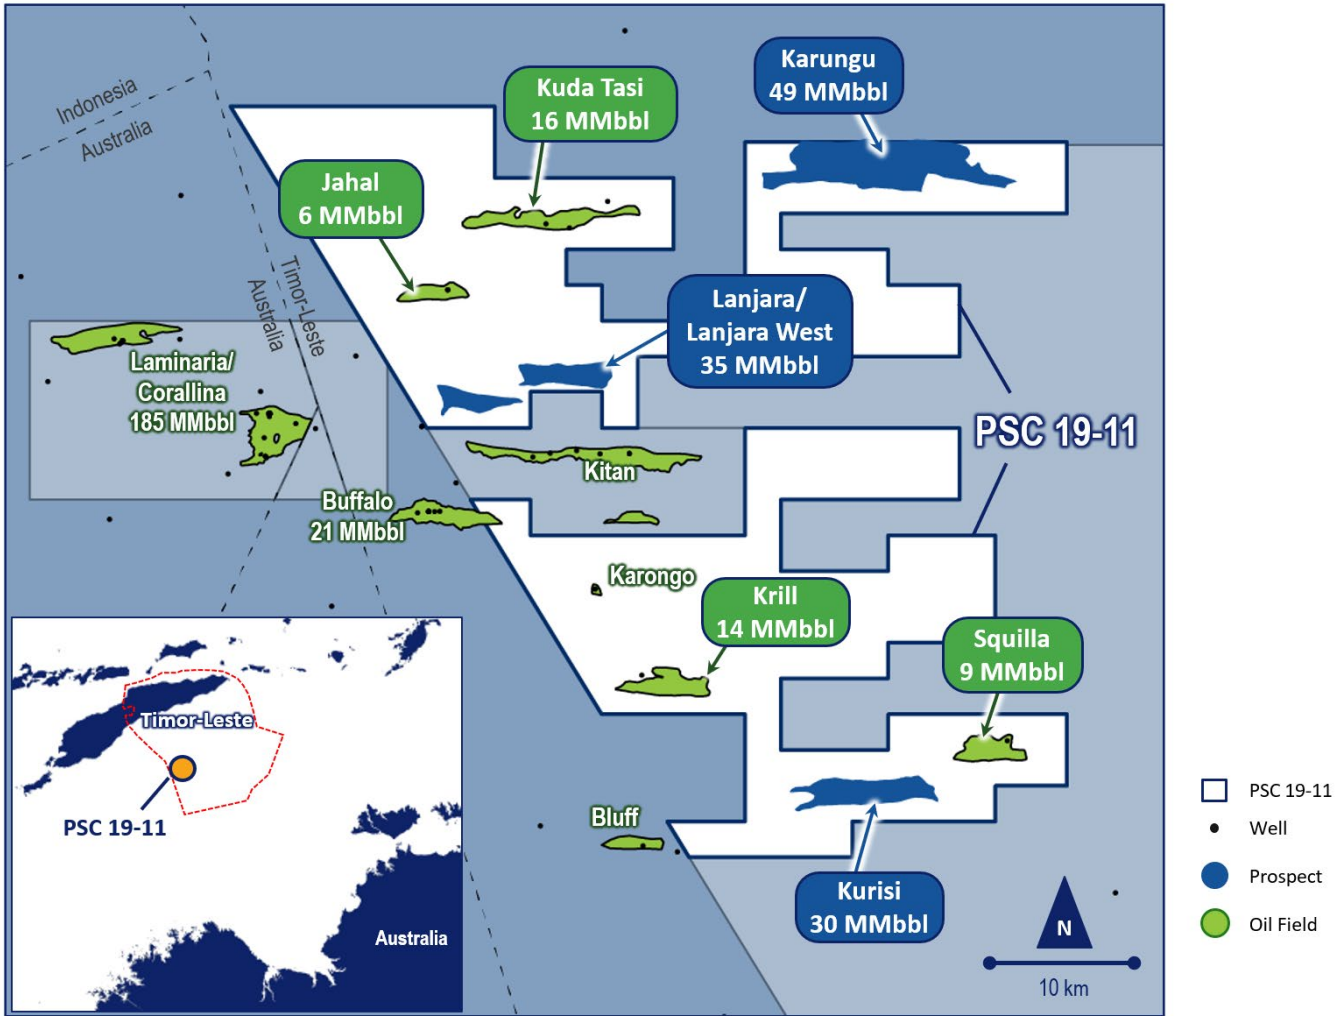 Karungu
49 MMbbl
Kuda Tasi
16 MMbbl
Indonesia
Australia
Jahal
6 MMbbl
Timor-Leste
Australia
Lanjara/
Lanjara West
35 MMbbl
Laminaria/
Corallina
185 MMbbl
PSC 19-11
Kitan
Buffalo
21 MMbbl
Karongo
Krill
14 MMbbl
Squilla
9 MMbbl
Timor-Leste
PSC 19-11
Bluff
Kurisi
30 MMbbl
Australia
N
10 km
PSC 19-11
Well
Prospect
Oil Field